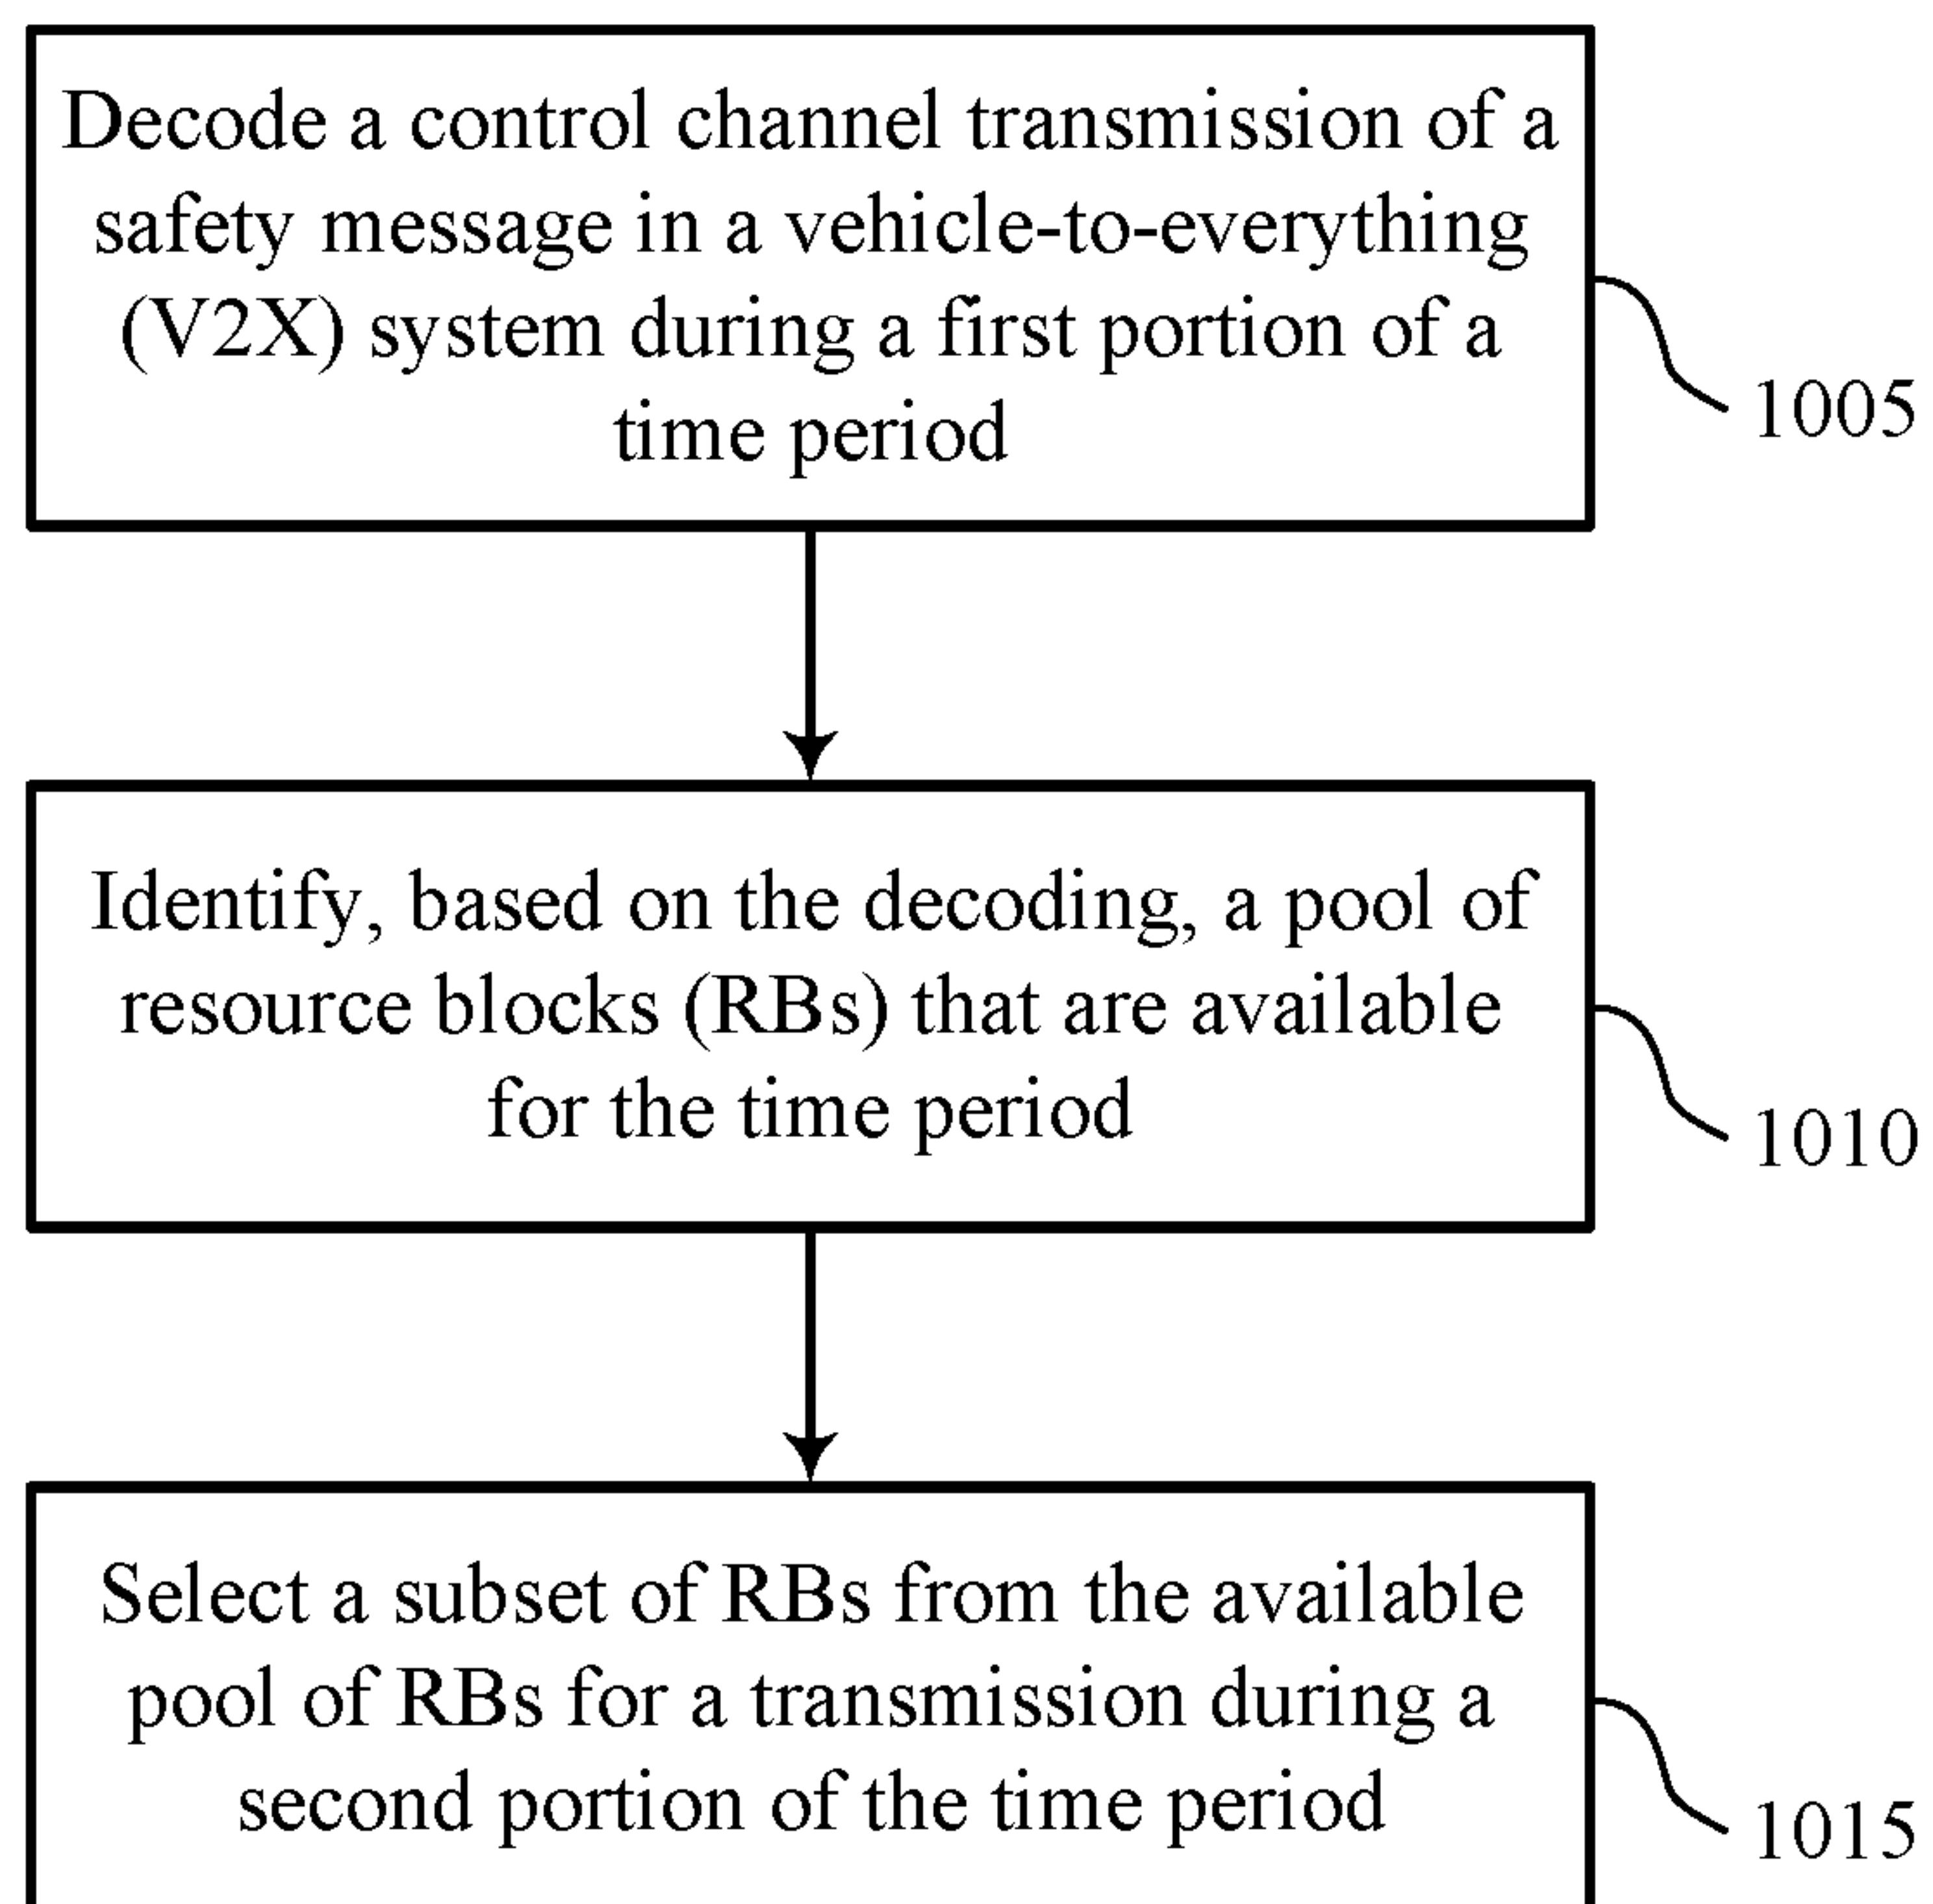 Decode a control channel transmission of a
safety message in a vehicle-to-everything
(V2X) system during a first portion of a
time period
1005
Identify, based on the decoding, a pool of
resource blocks (RBs) that are available
for the time period
1010
Select a subset of RBs from the available
pool of RBs for a transmission during a
second portion of the time period
1015